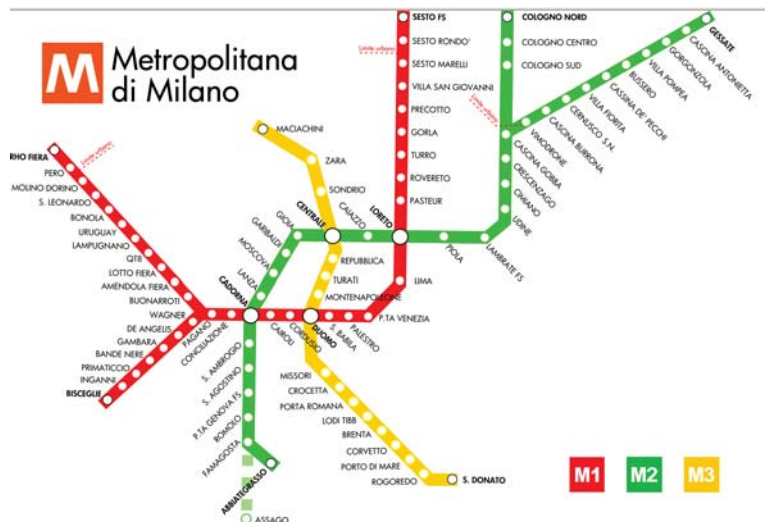 M
Metropolitana
di Milano
SESTO FS
SESTO RONDO'
SESTO MARELLI
VILLA SAN GIOVANNI
PRECOTTO
GORLA
TURRO
ROVERETO
PASTEUR
LORETO
LIMA
P.TA VENEZIA
PALESTRO
S. BABILA
DUOMO
CORDUSIO
CAIROLI
CADORNA
CONCILIAZIONE
PAGANO
Limite urbano
Limite urbano
Limite urbano
RHO FIERA
PERO
MOLINO DORINO
S. LEONARDO
BONOLA
URUGUAY
LAMPUGNANO
QT8
LOTTO FIERA
AMENDOLA FIERA
BUONARROTI
WAGNER
DE ANGELIS
GAMBARA
BANDE NERE
PRIMATICCIO
INGANNI
BISCEGLIE
COLOGNO NORD
COLOGNO CENTRO
COLOGNO SUD
GESSATE
CASCINA ANTONIETTA
GORGONZOLA
VILLA POMPEA
BUSSERO
CASSINA DE' PECCHI
VILLA FIORITA
CERNUSCO S.N.
CASCINA BURRONA
VIMODRONE
CASCINA GOBBA
CRESCENZAGO
CIMIANO
UDINE
LAMBRATE FS
PIOLA
CAIAZZO
CENTRALE
GIOIA
GARIBALDI
MOSCOVA
LANZA
S. AMBROGIO
S. AGOSTINO
P.TA GENOVA FS
ROMOLO
FAMAGOSTA
ABBIATEGRASSO
ASSAGO
MACIACHINI
ZARA
SONDRIO
REPUBBLICA
TURATI
MONTENAPOLEONE
MISSORI
CROCETTA
PORTA ROMANA
LODI TIBB
BRENTA
CORVETTO
PORTO DI MARE
ROGOREDO
S. DONATO
M1
M2
M3